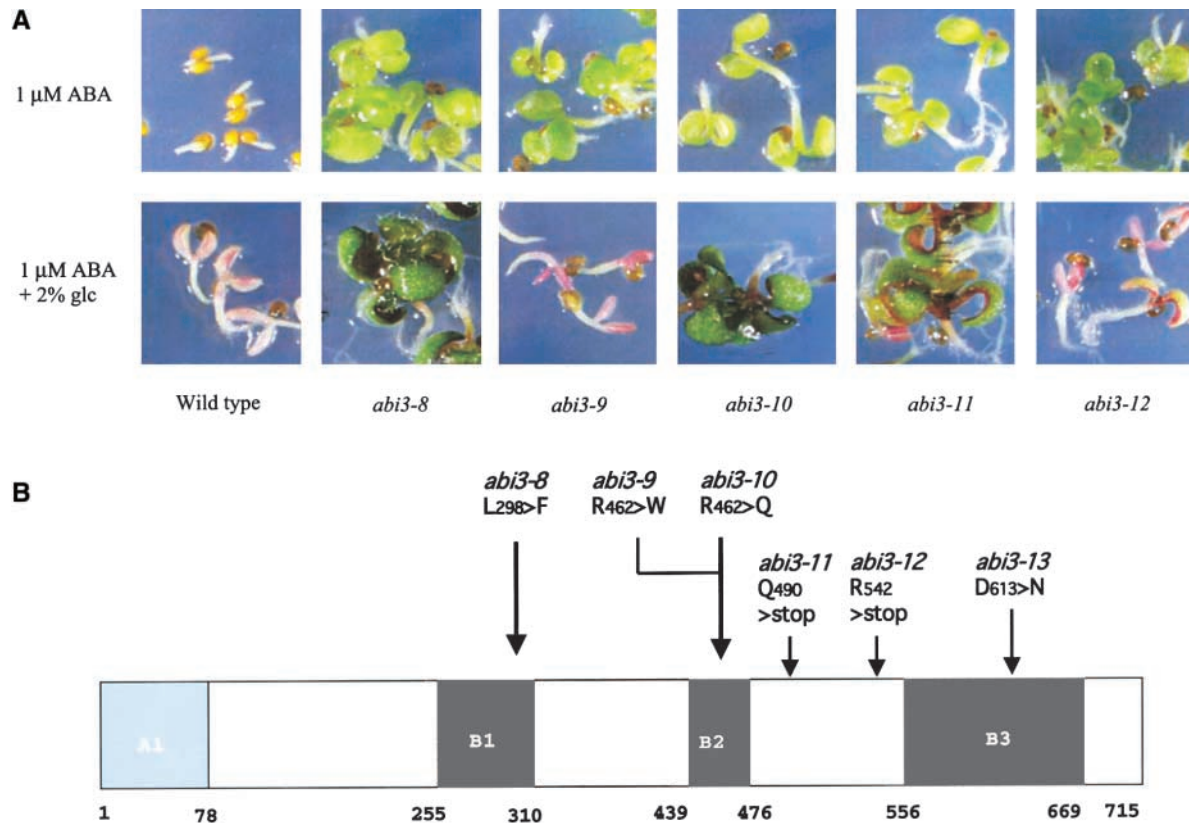 A
1 μM ABA
1 μM ABA
+ 2% glc
Wild type abi3-8 abi3-9 abi3-10 abi3-11 abi3-12
B
abi3-8 abi3-9 abi3-10
L298>F R462>W R462>Q
abi3-11 abi3-12 abi3-13
Q490 R542 D613>N
>stop >stop
A1 B1 B2 B3
1 78 255 310 439 476 556 669 715